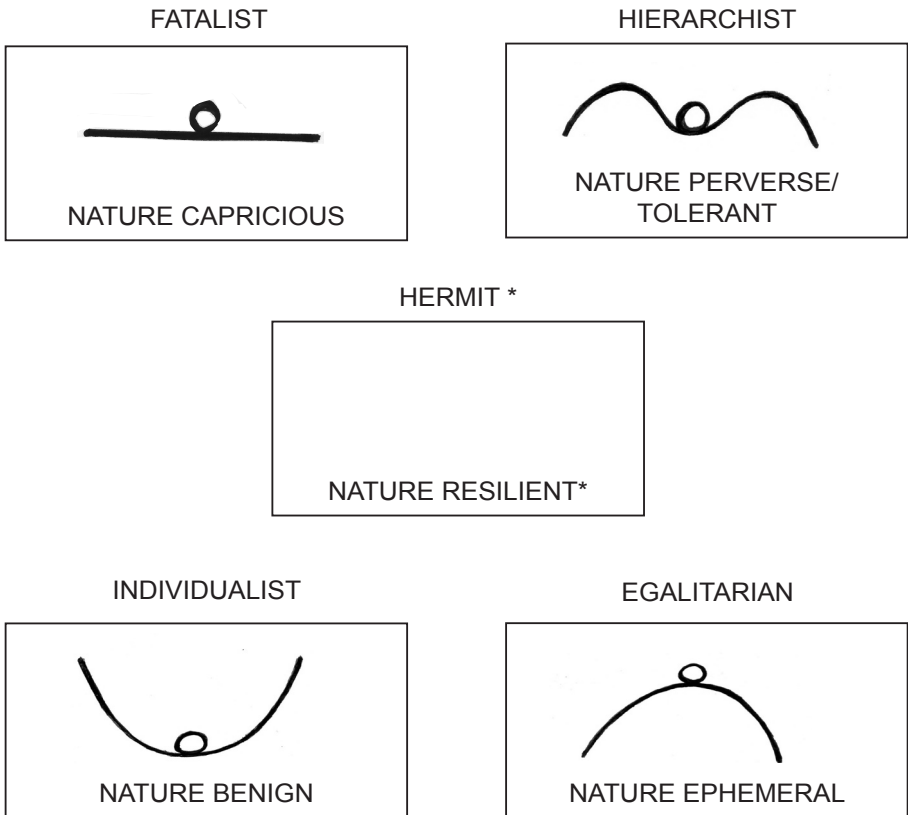 FATALIST
HIERARCHIST
NATURE CAPRICIOUS
NATURE PERVERSE/
TOLERANT
HERMIT *
NATURE RESILIENT*
INDIVIDUALIST
EGALITARIAN
NATURE BENIGN
NATURE EPHEMERAL